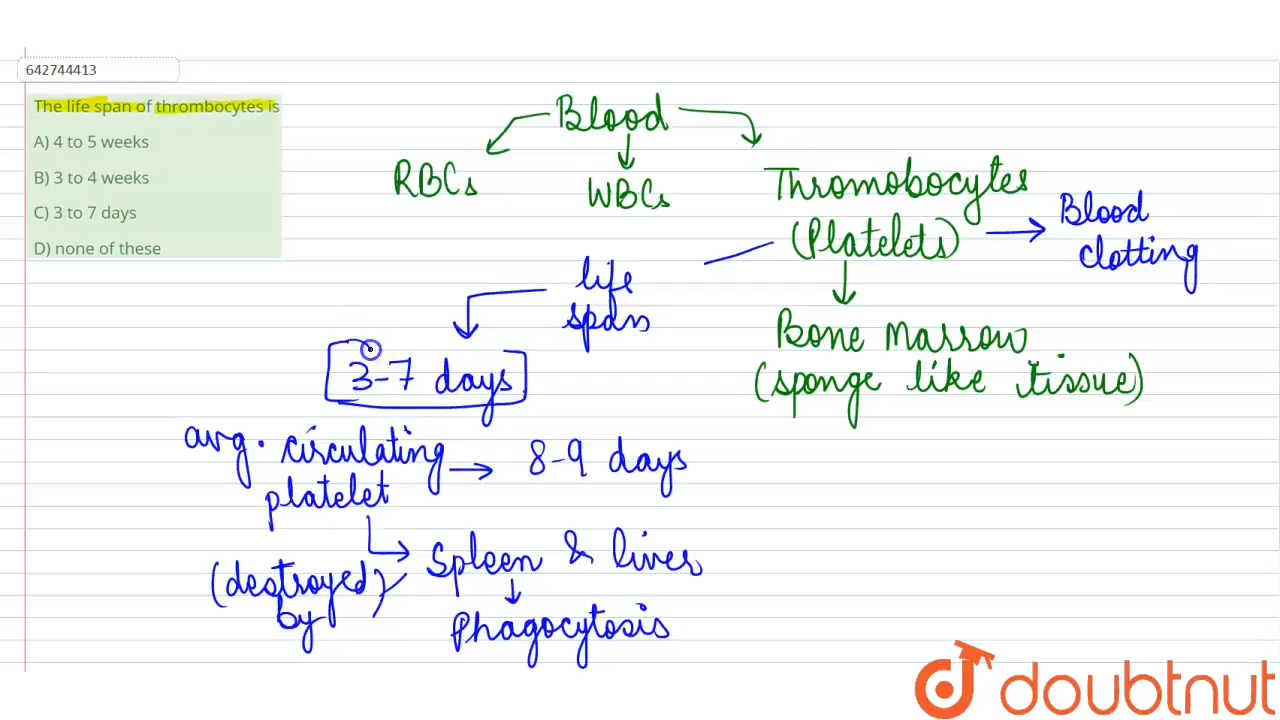 642744413
The life span of thrombocytes is
A) 4 to 5 weeks
B) 3 to 4 weeks
C) 3 to 7 days
D) none of these
Blood
RBCs
WBCs
Thromobocytes
(Platelets)
Blood
clotting
life
span
Bone Marrow
(sponge like tissue)
3-7 days
avg. circulating
platelet
8-9 days
Spleen & liver
(destroyed)
by
Phagocytosis
doubtnut